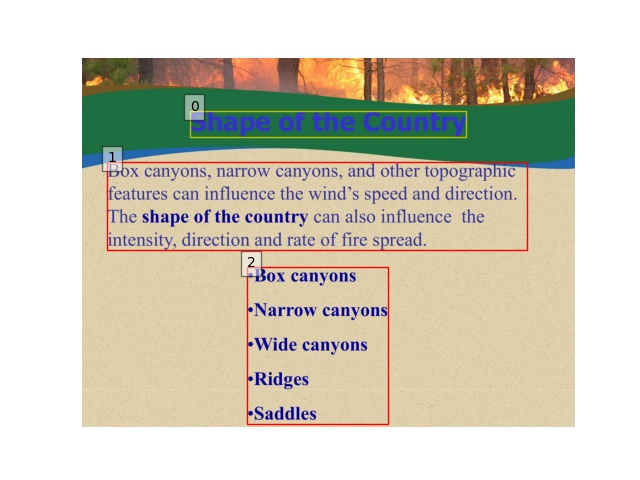 0
Shape of the Country
1
Box canyons, narrow canyons, and other topographic
features can influence the wind’s speed and direction.
The shape of the country can also influence  the
intensity, direction and rate of fire spread.
2
•Box canyons
•Narrow canyons
•Wide canyons
•Ridges
•Saddles